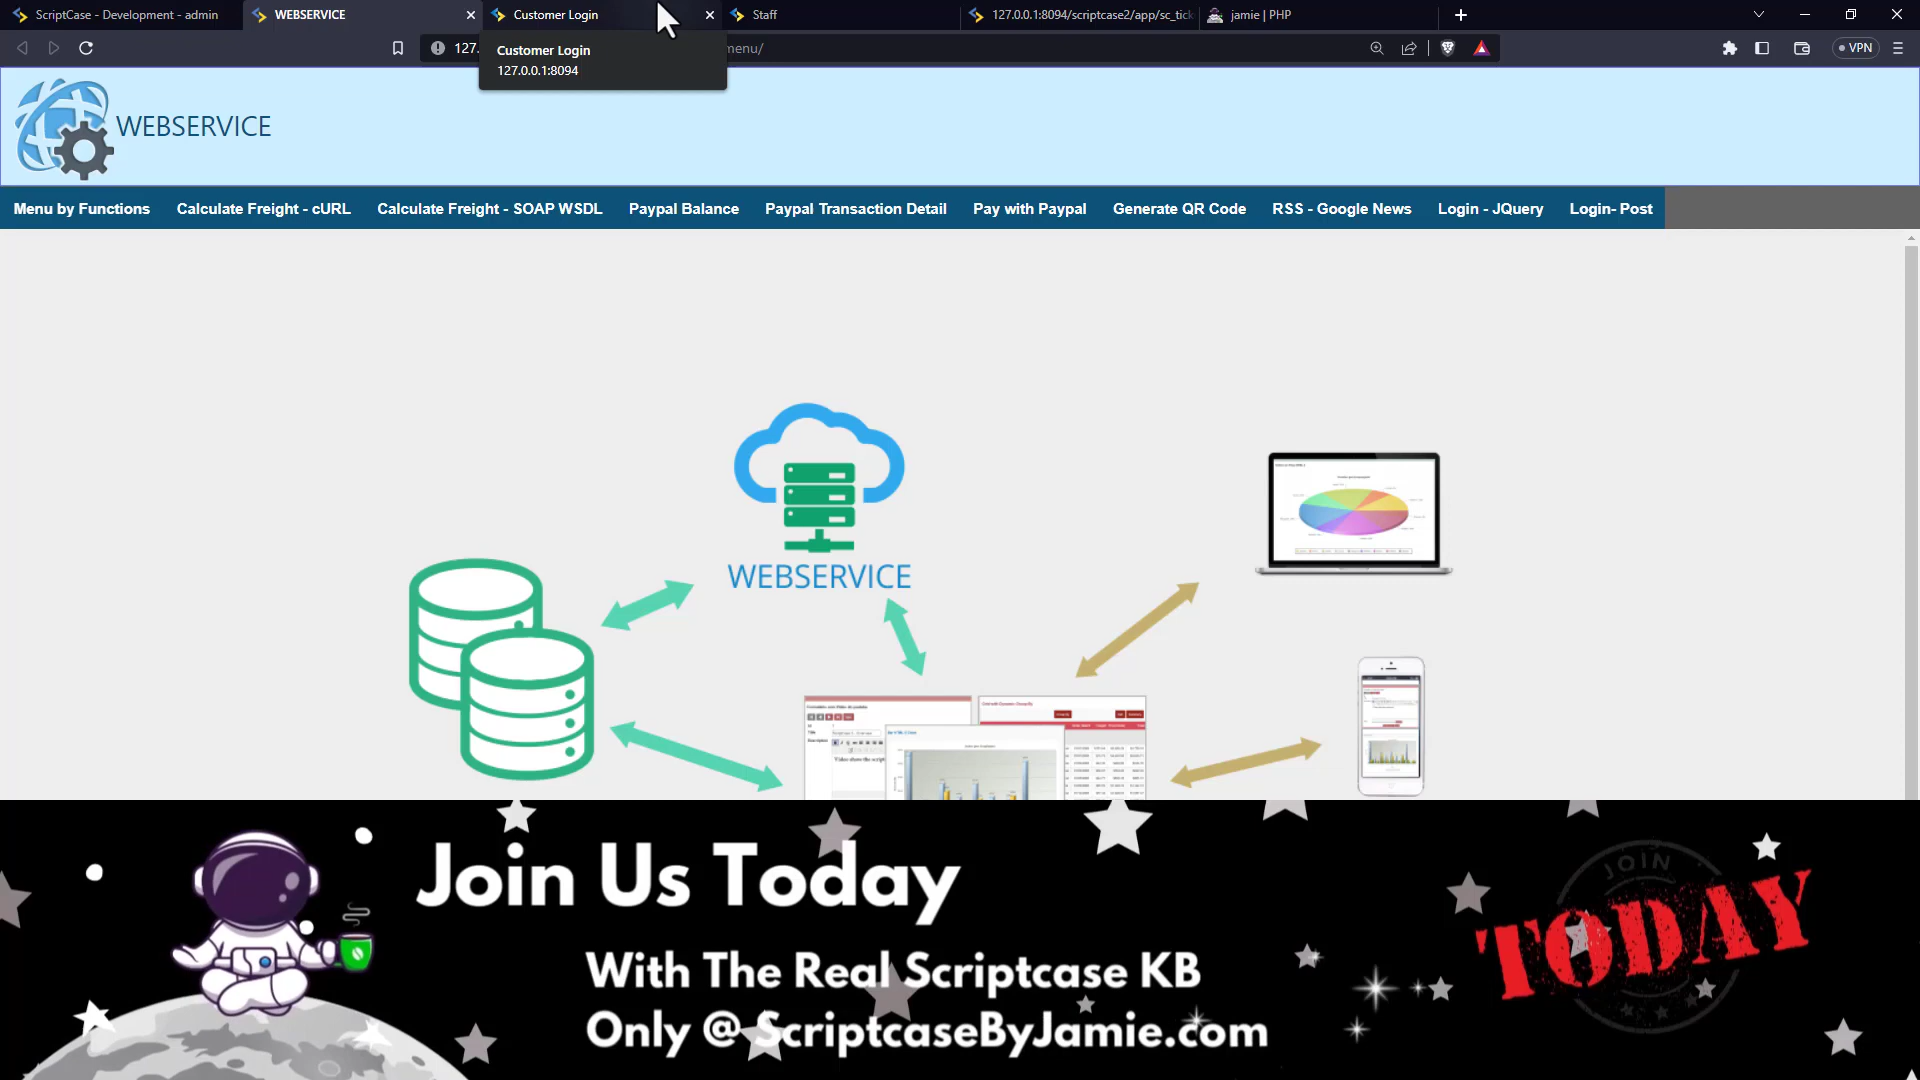 ScriptCase - Development - admin
WEBSERVICE
Customer Login
Staff
127.0.0.1:8094/scriptcase2/app/sc_tick
jamie | PHP
127.
menu/
VPN
Customer Login
127.0.0.1:8094
WEBSERVICE
Menu by Functions
Calculate Freight - cURL
Calculate Freight - SOAP WSDL
Paypal Balance
Paypal Transaction Detail
Pay with Paypal
Generate QR Code
RSS - Google News
Login - JQuery
Login- Post
WEBSERVICE
Join Us Today
JOIN
TODAY
With The Real Scriptcase KB
Only @ ScriptcaseByJamie.com